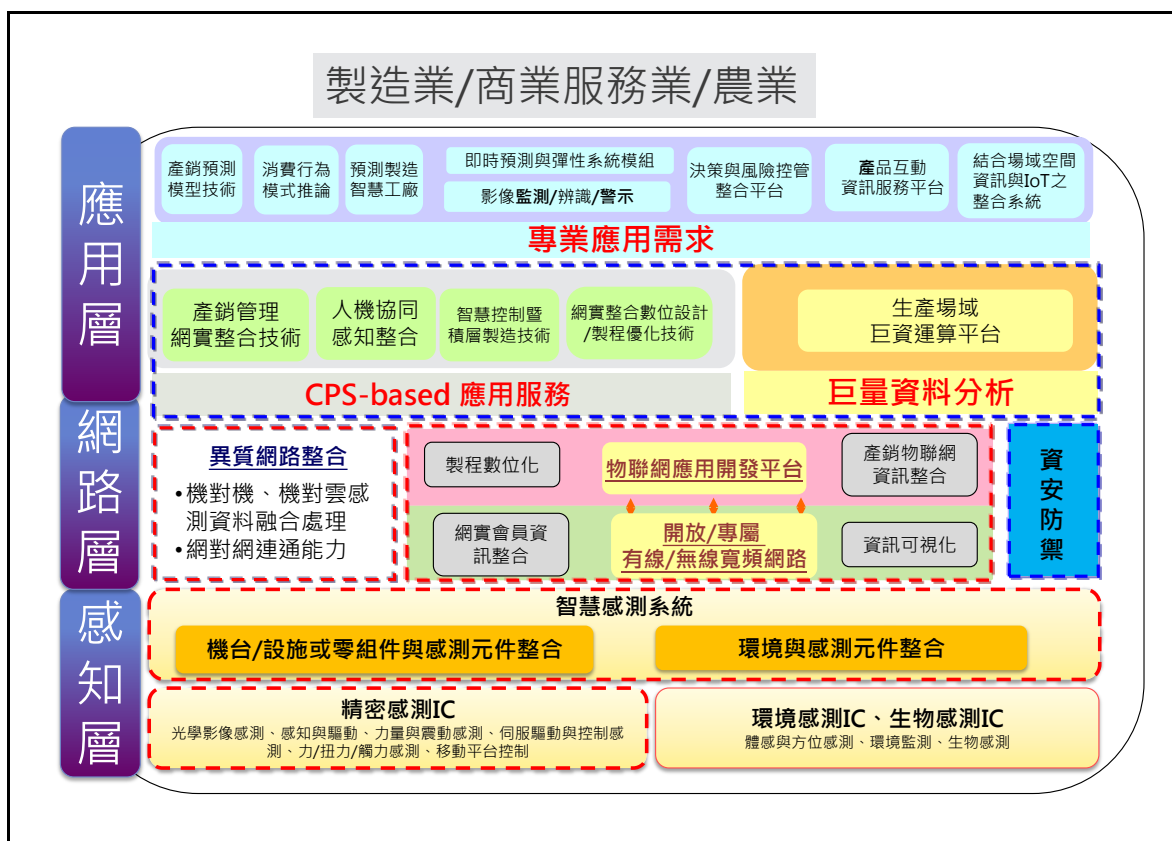 製造業/商業服務業/農業
應用層
產銷預測
模型技術
消費行為
模式推論
預測製造
智慧工廠
即時預測與彈性系統模組
影像監測/辨識/警示
決策與風險控管
整合平台
產品互動
資訊服務平台
結合場域空間
資訊與IoT之
整合系統
專業應用需求
產銷管理
網實整合技術
人機協同
感知整合
智慧控制暨
積層製造技術
網實整合數位設計
/製程優化技術
生產場域
巨資運算平台
CPS-based 應用服務
巨量資料分析
網路層
異質網路整合
•機對機、機對雲感
測資料融合處理
•網對網連通能力
製程數位化
物聯網應用開發平台
產銷物聯網
資訊整合
網實會員資
訊整合
開放/專屬
有線/無線寬頻網路
資訊可視化
資安防禦
感知層
智慧感測系統
機台/設施或零組件與感測元件整合
環境與感測元件整合
精密感測IC
光學影像感測、感知與驅動、力量與震動感測、伺服驅動與控制感
測、力/扭力/觸力感測、移動平台控制
環境感測IC、生物感測IC
體感與方位感測、環境監測、生物感測